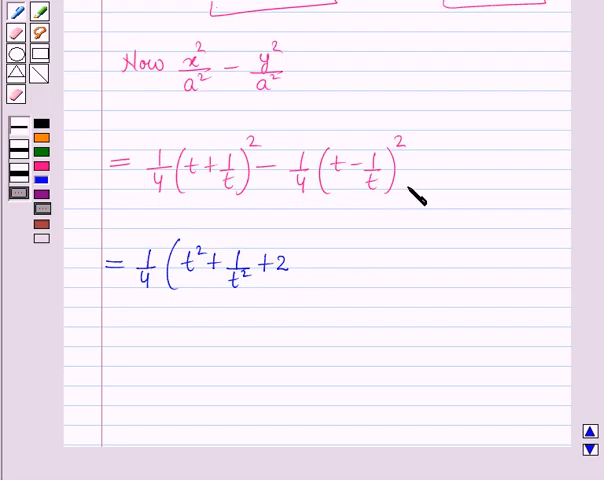 Now x²/a² − y²/a²
= 1/4 (t + 1/t)² − 1/4 (t − 1/t)²
= 1/4 (t² + 1/t² + 2